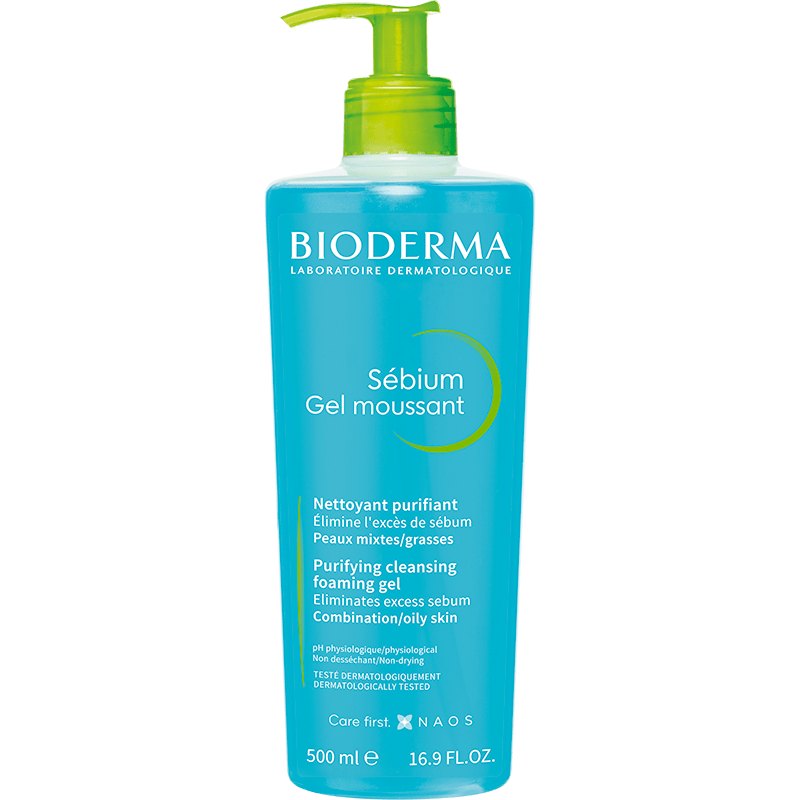 BIODERMA
LABORATOIRE DERMATOLOGIQUE
Sébium
Gel moussant
Nettoyant purifiant
Élimine l'excès de sébum
Peaux mixtes/grasses
Purifying cleansing
foaming gel
Eliminates excess sebum
Combination/oily skin
pH physiologique/physiological
Non desséchant/Non-drying
TESTÉ DERMATOLOGIQUEMENT
DERMATOLOGICALLY TESTED
Care first. NAOS
500 ml ℮ 16.9 FL.OZ.